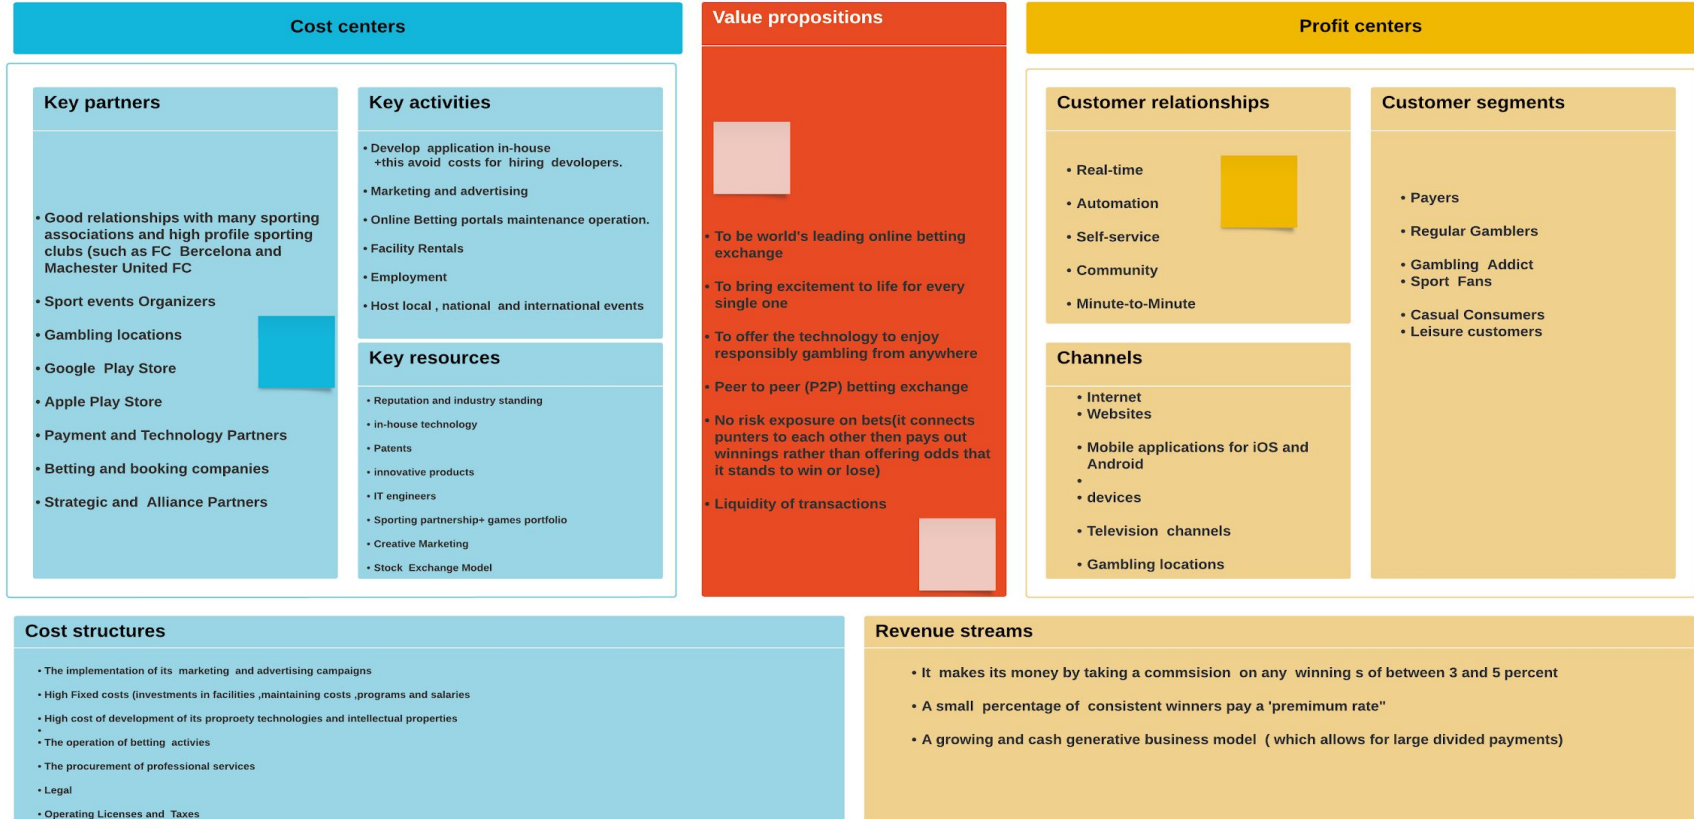 Cost centers
Value propositions
Profit centers
Key partners
• Good relationships with many sporting
associations and high profile sporting
clubs (such as FC Bercelona and
Machester United FC
• Sport events Organizers
• Gambling locations
• Google Play Store
• Apple Play Store
• Payment and Technology Partners
• Betting and booking companies
• Strategic and Alliance Partners
Key activities
• Develop application in-house
+this avoid costs for hiring devolopers.
• Marketing and advertising
• Online Betting portals maintenance operation.
• Facility Rentals
• Employment
• Host local , national and international events
Key resources
• Reputation and industry standing
• in-house technology
• Patents
• innovative products
• IT engineers
• Sporting partnership+ games portfolio
• Creative Marketing
• Stock Exchange Model
• To be world's leading online betting
exchange
• To bring excitement to life for every
single one
• To offer the technology to enjoy
responsibly gambling from anywhere
• Peer to peer (P2P) betting exchange
• No risk exposure on bets(it connects
punters to each other then pays out
winnings rather than offering odds that
it stands to win or lose)
• Liquidity of transactions
Customer relationships
• Real-time
• Automation
• Self-service
• Community
• Minute-to-Minute
Channels
• Internet
• Websites
• Mobile applications for iOS and
Android
•
• devices
• Television channels
• Gambling locations
Customer segments
• Payers
• Regular Gamblers
• Gambling Addict
• Sport Fans
• Casual Consumers
• Leisure customers
Cost structures
• The implementation of its marketing and advertising campaigns
• High Fixed costs (investments in facilities ,maintaining costs ,programs and salaries
• High cost of development of its proproety technologies and intellectual properties
•
• The operation of betting activies
• The procurement of professional services
• Legal
• Operating Licenses and Taxes
Revenue streams
• It makes its money by taking a commsision on any winning s of between 3 and 5 percent
• A small percentage of consistent winners pay a 'premimum rate"
• A growing and cash generative business model ( which allows for large divided payments)